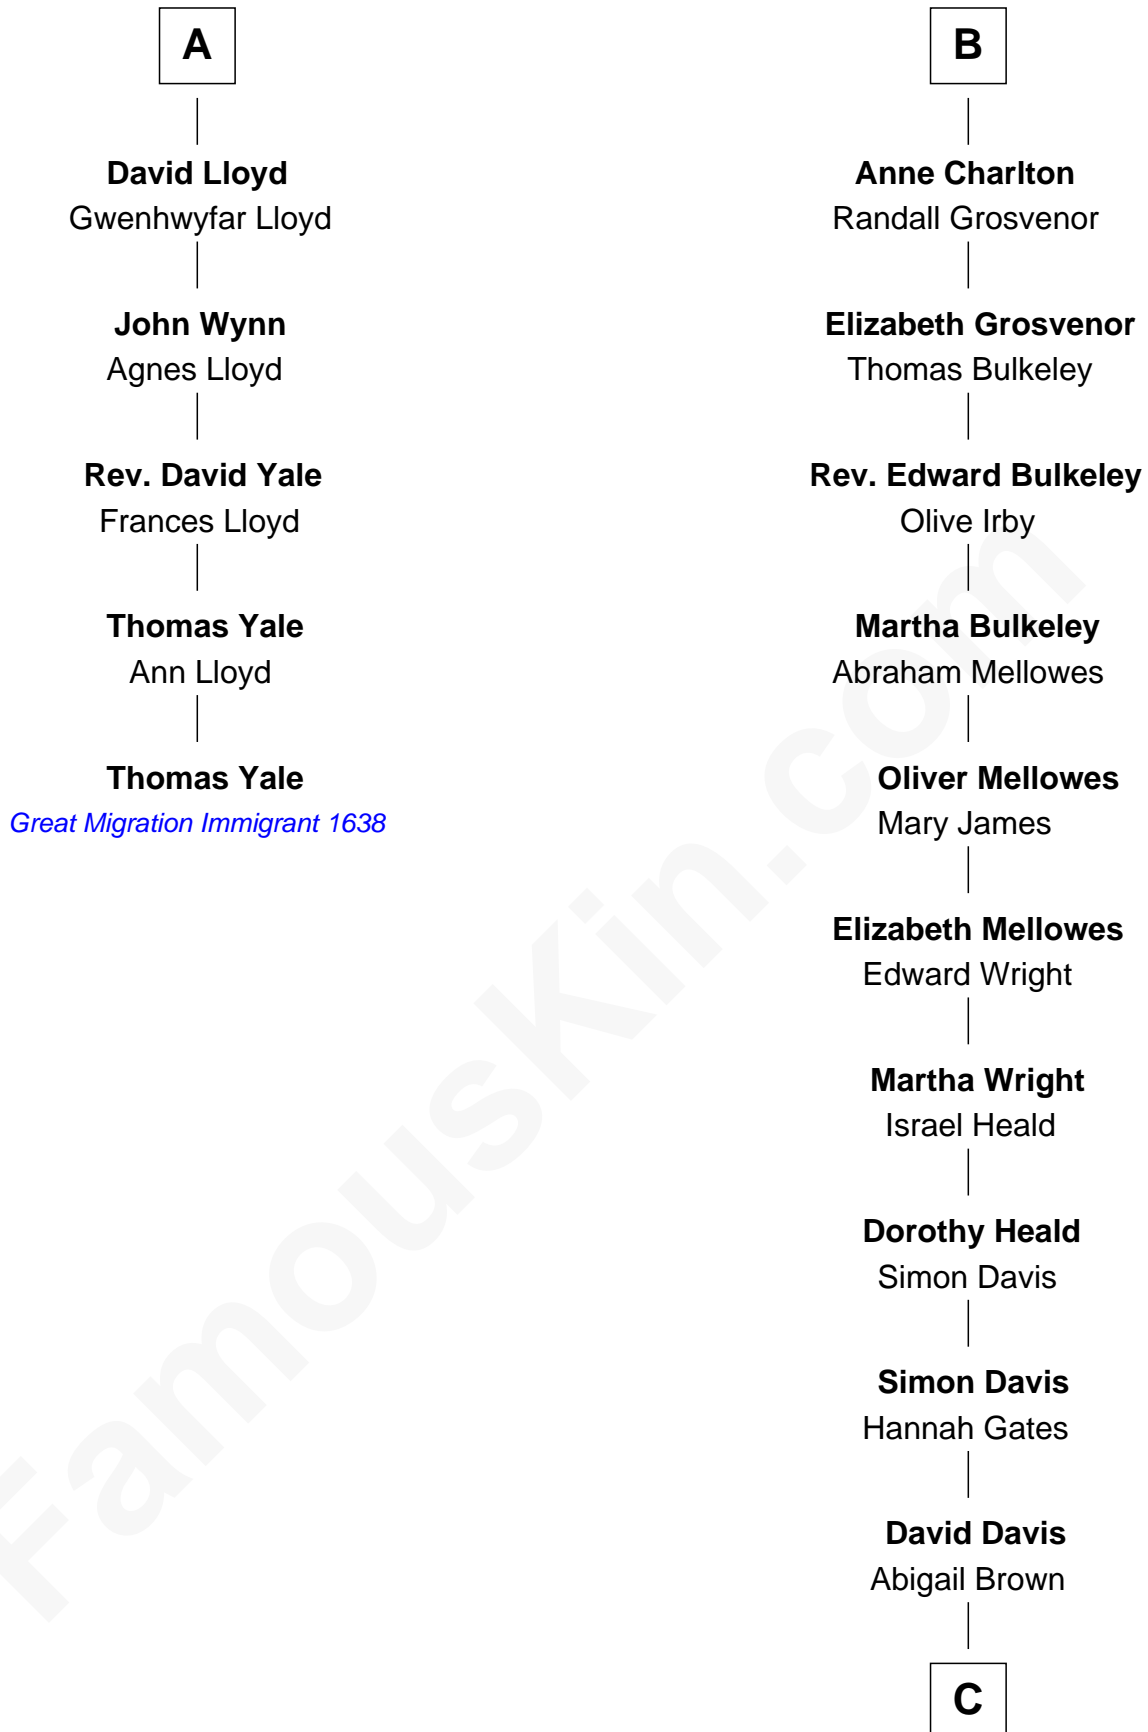 A
David Lloyd
Gwenhwyfar Lloyd
John Wynn
Agnes Lloyd
Rev. David Yale
Frances Lloyd
Thomas Yale
Ann Lloyd
Thomas Yale
Great Migration Immigrant 1638
B
Anne Charlton
Randall Grosvenor
Elizabeth Grosvenor
Thomas Bulkeley
Rev. Edward Bulkeley
Olive Irby
Martha Bulkeley
Abraham Mellowes
Oliver Mellowes
Mary James
Elizabeth Mellowes
Edward Wright
Martha Wright
Israel Heald
Dorothy Heald
Simon Davis
Simon Davis
Hannah Gates
David Davis
Abigail Brown
C
FamousKin.com